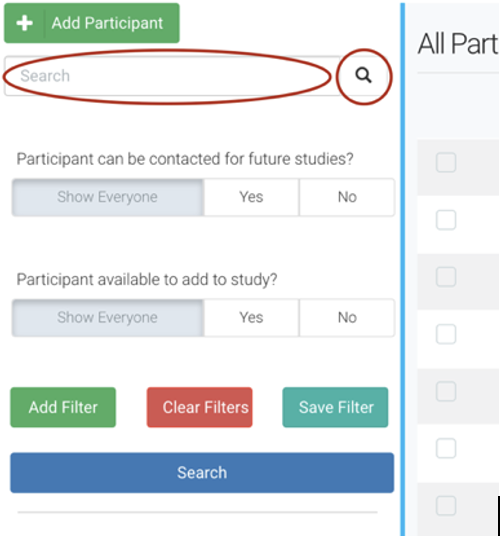 Add Participant
Search
All Part
Participant can be contacted for future studies?
Show Everyone Yes No
Participant available to add to study?
Show Everyone Yes No
Add Filter Clear Filters Save Filter
Search